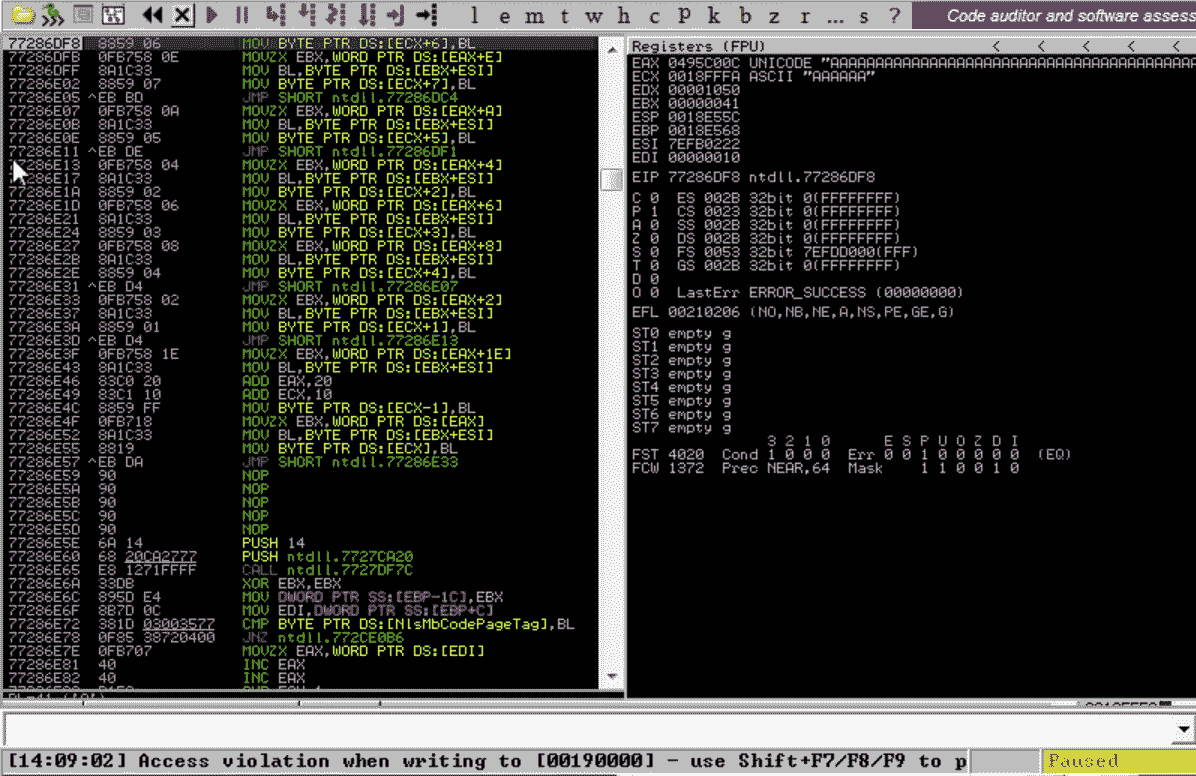 l e m t w h c P k b z r ... s ? Code auditor and software assess
77286DF8 8859 06 MOV BYTE PTR DS:[ECX+6],BL
77286DFB 0FB758 0E MOVZX EBX,WORD PTR DS:[EAX+E]
77286DFF 8A1C33 MOV BL,BYTE PTR DS:[EBX+ESI]
77286E02 8859 07 MOV BYTE PTR DS:[ECX+7],BL
77286E05 ^EB BD JMP SHORT ntdll.77286DC4
77286E07 0FB758 0A MOVZX EBX,WORD PTR DS:[EAX+A]
77286E0B 8A1C33 MOV BL,BYTE PTR DS:[EBX+ESI]
77286E0E 8859 05 MOV BYTE PTR DS:[ECX+5],BL
77286E11 ^EB DE JMP SHORT ntdll.77286DF1
77286E13 0FB758 04 MOVZX EBX,WORD PTR DS:[EAX+4]
77286E17 8A1C33 MOV BL,BYTE PTR DS:[EBX+ESI]
77286E1A 8859 02 MOV BYTE PTR DS:[ECX+2],BL
77286E1D 0FB758 06 MOVZX EBX,WORD PTR DS:[EAX+6]
77286E21 8A1C33 MOV BL,BYTE PTR DS:[EBX+ESI]
77286E24 8859 03 MOV BYTE PTR DS:[ECX+3],BL
77286E27 0FB758 08 MOVZX EBX,WORD PTR DS:[EAX+8]
77286E2B 8A1C33 MOV BL,BYTE PTR DS:[EBX+ESI]
77286E2E 8859 04 MOV BYTE PTR DS:[ECX+4],BL
77286E31 ^EB D4 JMP SHORT ntdll.77286E07
77286E33 0FB758 02 MOVZX EBX,WORD PTR DS:[EAX+2]
77286E37 8A1C33 MOV BL,BYTE PTR DS:[EBX+ESI]
77286E3A 8859 01 MOV BYTE PTR DS:[ECX+1],BL
77286E3D ^EB D4 JMP SHORT ntdll.77286E13
77286E3F 0FB758 1E MOVZX EBX,WORD PTR DS:[EAX+1E]
77286E43 8A1C33 MOV BL,BYTE PTR DS:[EBX+ESI]
77286E46 83C0 20 ADD EAX,20
77286E49 83C1 10 ADD ECX,10
77286E4C 8859 FF MOV BYTE PTR DS:[ECX-1],BL
77286E4F 0FB718 MOVZX EBX,WORD PTR DS:[EAX]
77286E52 8A1C33 MOV BL,BYTE PTR DS:[EBX+ESI]
77286E55 8819 MOV BYTE PTR DS:[ECX],BL
77286E57 ^EB DA JMP SHORT ntdll.77286E33
77286E59 90 NOP
77286E5A 90 NOP
77286E5B 90 NOP
77286E5C 90 NOP
77286E5D 90 NOP
77286E5E 6A 14 PUSH 14
77286E60 68 20CA2777 PUSH ntdll.7727CA20
77286E65 E8 1271FFFF CALL ntdll.7727DF7C
77286E6A 33DB XOR EBX,EBX
77286E6C 895D E4 MOV DWORD PTR SS:[EBP-1C],EBX
77286E6F 8B7D 0C MOV EDI,DWORD PTR SS:[EBP+C]
77286E72 381D 03003577 CMP BYTE PTR DS:[NlsMbCodePageTag],BL
77286E78 0F85 38720400 JNZ ntdll.772CE0B6
77286E7E 0FB707 MOVZX EAX,WORD PTR DS:[EDI]
77286E81 40 INC EAX
77286E82 40 INC EAX
Registers (FPU) < < < < <
EAX 0495C00C UNICODE "AAAAAAAAAAAAAAAAAAAAAAAAAAAAAAAAAAAAAAAA
ECX 0018FFFA ASCII "AAAAAA"
EDX 00001050
EBX 00000041
ESP 0018E55C
EBP 0018E568
ESI 7EFB0222
EDI 00000010
EIP 77286DF8 ntdll.77286DF8
C 0 ES 002B 32bit 0(FFFFFFFF)
P 1 CS 0023 32bit 0(FFFFFFFF)
A 0 SS 002B 32bit 0(FFFFFFFF)
Z 0 DS 002B 32bit 0(FFFFFFFF)
S 0 FS 0053 32bit 7EFDD000(FFF)
T 0 GS 002B 32bit 0(FFFFFFFF)
D 0
O 0 LastErr ERROR_SUCCESS (00000000)
EFL 00210206 (NO,NB,NE,A,NS,PE,GE,G)
ST0 empty g
ST1 empty g
ST2 empty g
ST3 empty g
ST4 empty g
ST5 empty g
ST6 empty g
ST7 empty g
3 2 1 0 E S P U O Z D I
FST 4020 Cond 1 0 0 0 Err 0 0 1 0 0 0 0 0 (EQ)
FCW 1372 Prec NEAR,64 Mask 1 1 0 0 1 0
[14:09:02] Access violation when writing to [00190000] - use Shift+F7/F8/F9 to p
Paused